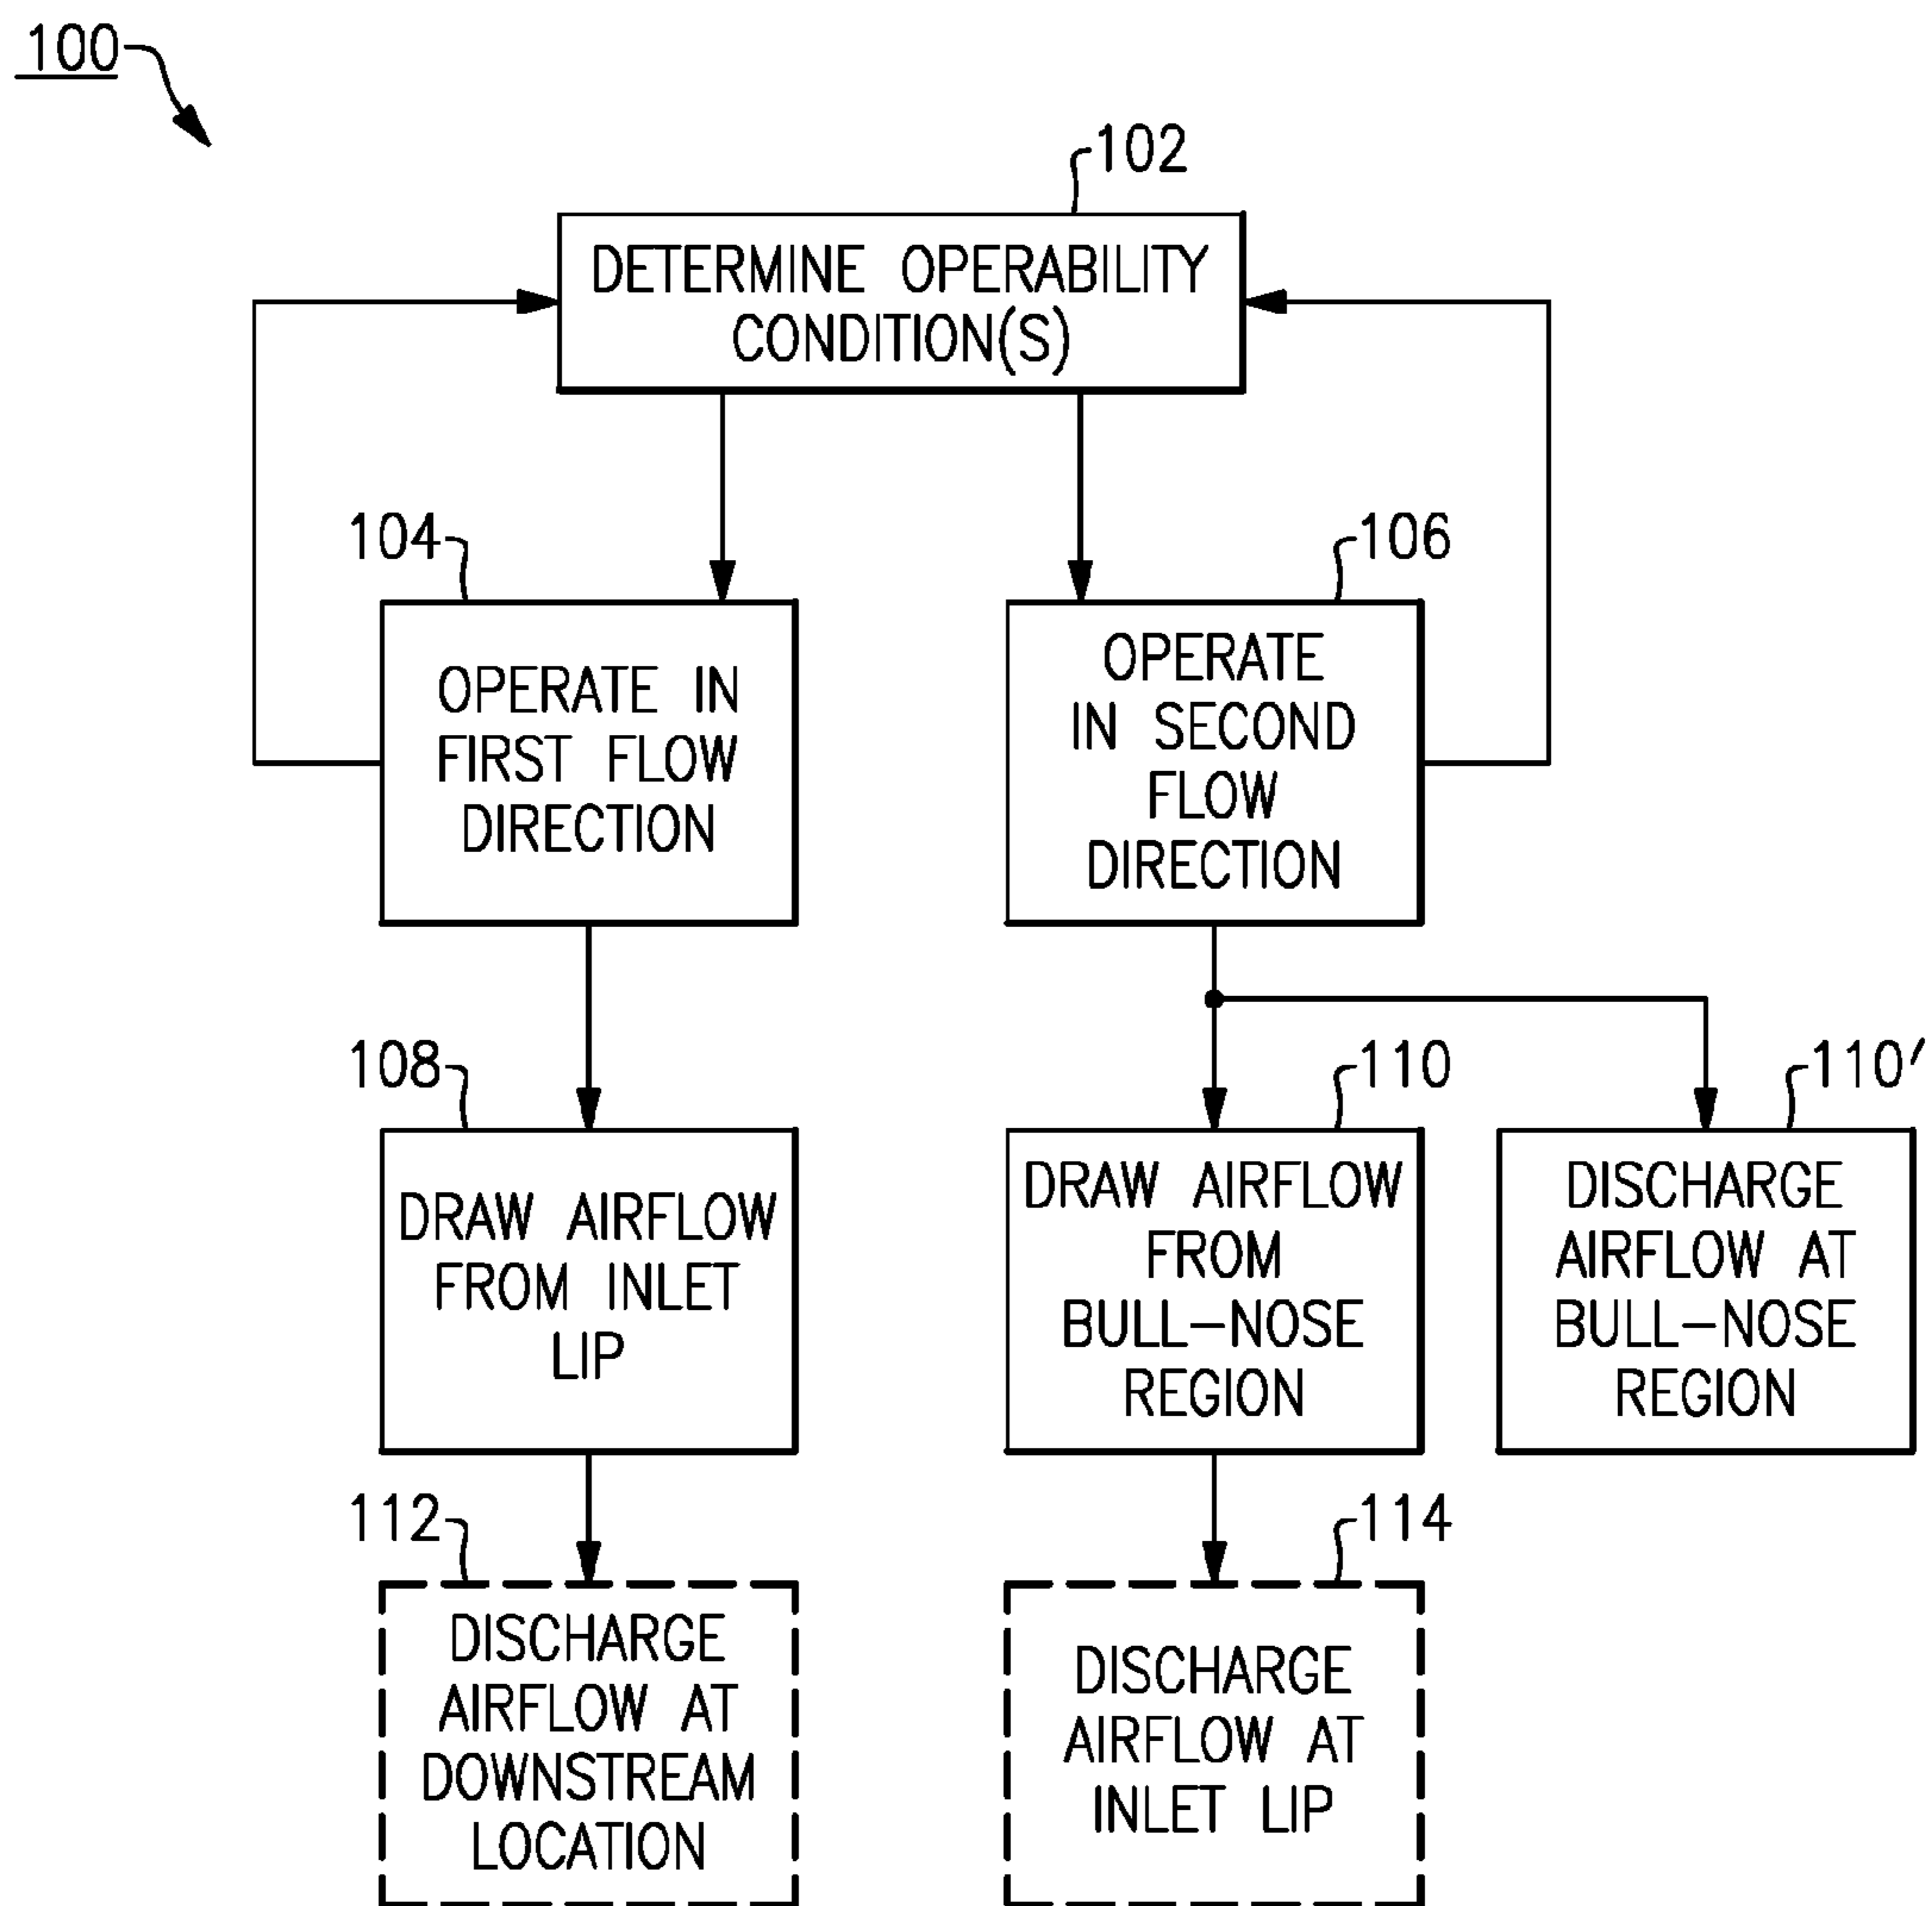 100
102
DETERMINE OPERABILITY
CONDITION(S)
104
106
OPERATE IN
FIRST FLOW
DIRECTION
OPERATE
IN SECOND
FLOW
DIRECTION
108
110
110'
DRAW AIRFLOW
FROM INLET
LIP
DRAW AIRFLOW
FROM
BULL-NOSE
REGION
DISCHARGE
AIRFLOW AT
BULL-NOSE
REGION
112
114
DISCHARGE
AIRFLOW AT
DOWNSTREAM
LOCATION
DISCHARGE
AIRFLOW AT
INLET LIP